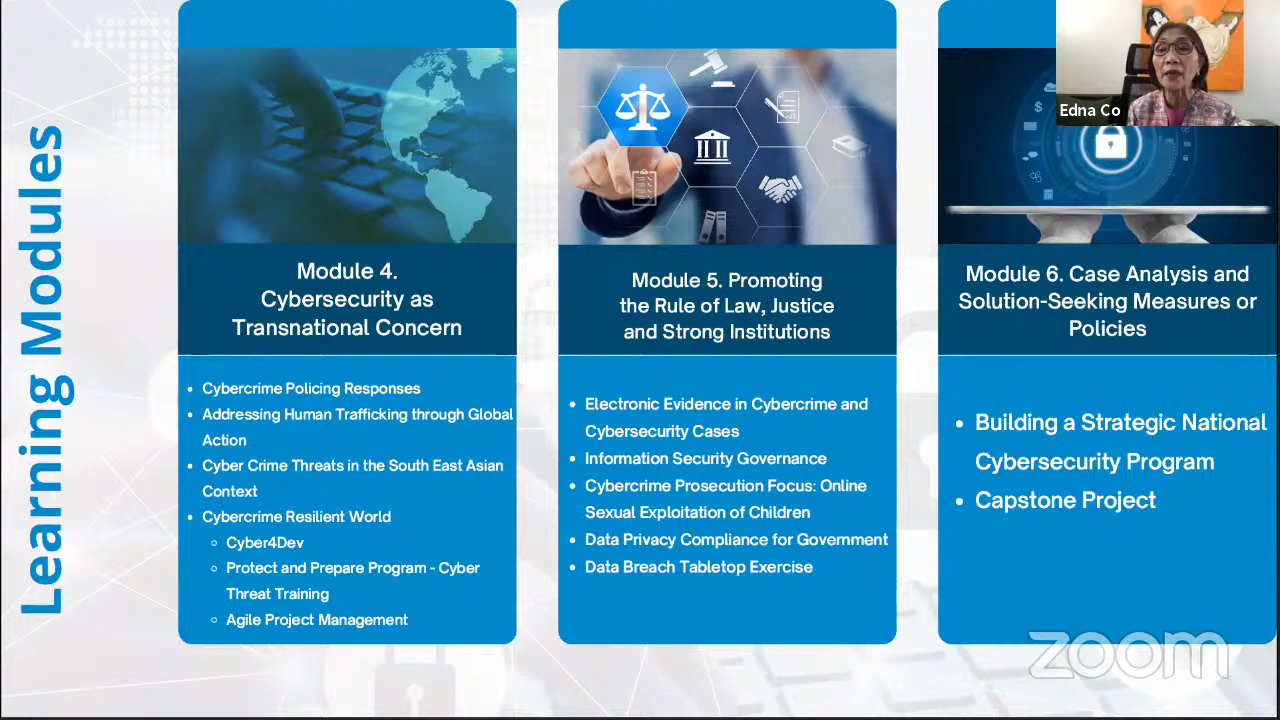 Learning Modules
Module 4.
Cybersecurity as
Transnational Concern
• Cybercrime Policing Responses
• Addressing Human Trafficking through Global
Action
• Cyber Crime Threats in the South East Asian
Context
• Cybercrime Resilient World
◦ Cyber4Dev
◦ Protect and Prepare Program - Cyber
Threat Training
◦ Agile Project Management
Module 5. Promoting
the Rule of Law, Justice
and Strong Institutions
• Electronic Evidence in Cybercrime and
Cybersecurity Cases
• Information Security Governance
• Cybercrime Prosecution Focus: Online
Sexual Exploitation of Children
• Data Privacy Compliance for Government
• Data Breach Tabletop Exercise
Edna Co
$
Module 6. Case Analysis and
Solution-Seeking Measures or
Policies
• Building a Strategic National
Cybersecurity Program
• Capstone Project
zoom